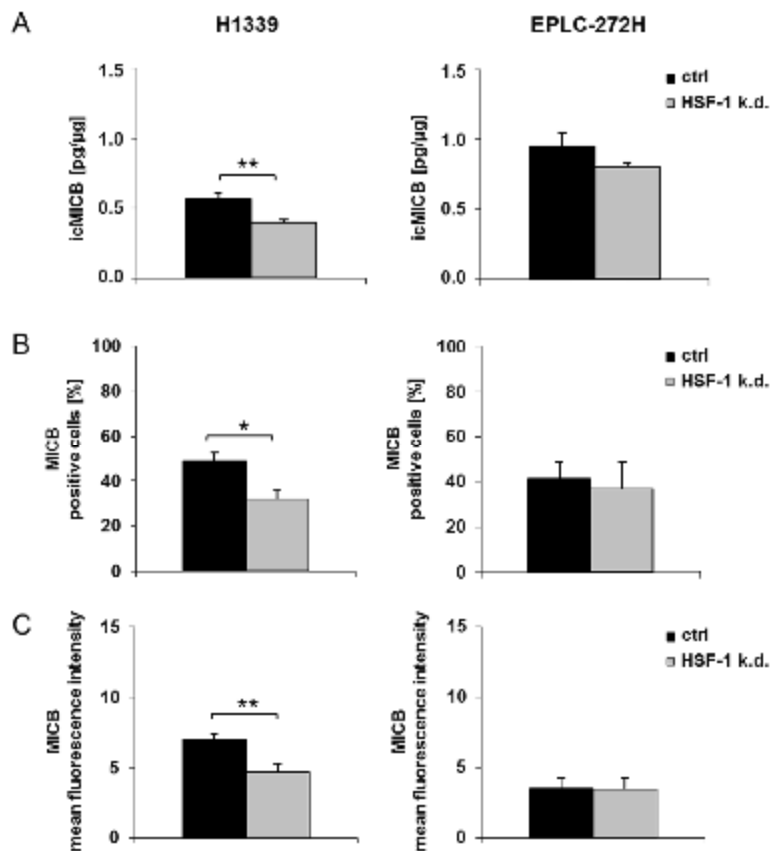 A
H1339
EPLC-272H
icMICB [pg/µg]
1.5
1.0
0.5
0.0
**
icMICB [pg/µg]
1.5
1.0
0.5
0.0
ctrl
HSF-1 k.d.
B
MICB
positive cells [%]
100
80
60
40
20
0
*
MICB
positive cells [%]
100
80
60
40
20
0
ctrl
HSF-1 k.d.
C
MICB
mean fluorescence intensity
15
10
5
0
**
MICB
mean fluorescence intensity
15
10
5
0
ctrl
HSF-1 k.d.